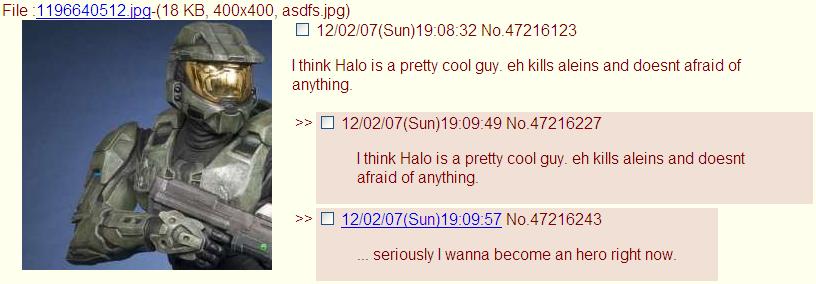 File :1196640512.jpg-(18 KB, 400x400, asdfs.jpg)
12/02/07(Sun)19:08:32 No.47216123
I think Halo is a pretty cool guy. eh kills aleins and doesnt afraid of
anything.
>> 12/02/07(Sun)19:09:49 No.47216227
I think Halo is a pretty cool guy. eh kills aleins and doesnt
afraid of anything.
>> 12/02/07(Sun)19:09:57 No.47216243
... seriously I wanna become an hero right now.